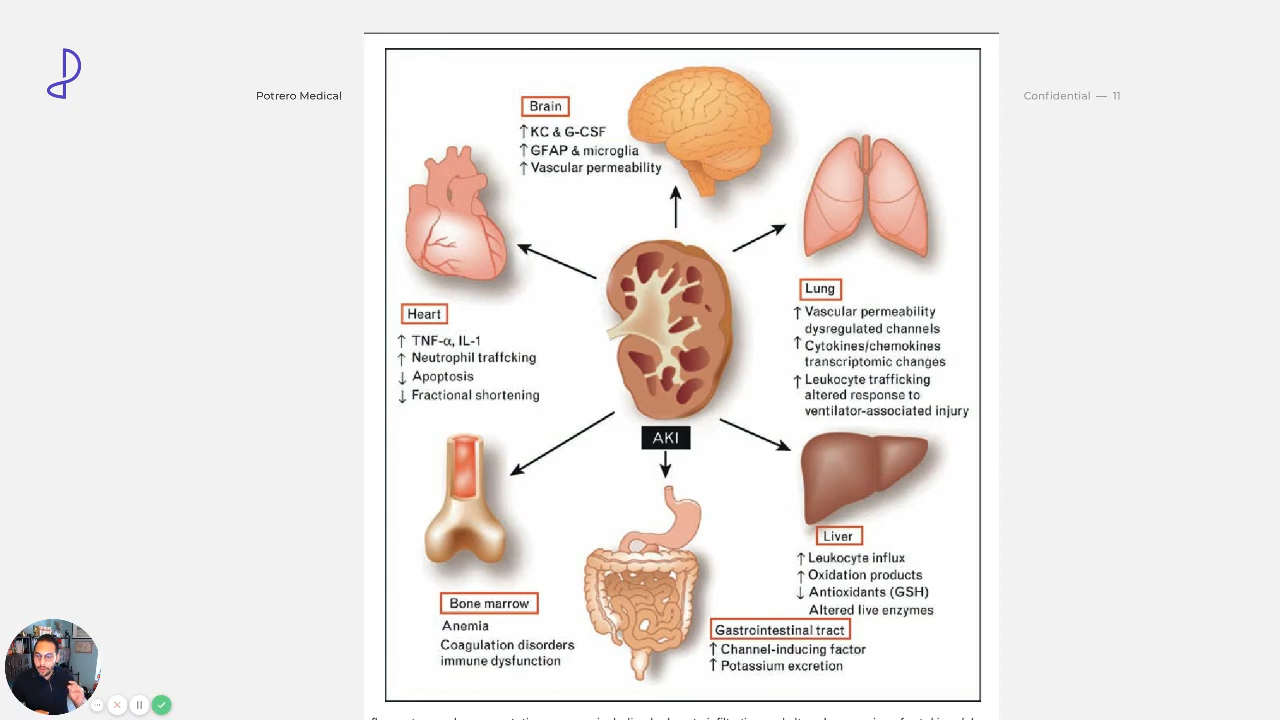 Potrero Medical
Confidential — 11
Brain
↑ KC & G-CSF
↑ GFAP & microglia
↑ Vascular permeability
Heart
↑ TNF-α, IL-1
↑ Neutrophil traffcking
↓ Apoptosis
↓ Fractional shortening
Lung
↑ Vascular permeability
dysregulated channels
↑ Cytokines/chemokines
transcriptomic changes
↑ Leukocyte trafficking
altered response to
ventilator-associated injury
AKI
Liver
↑ Leukocyte influx
↑ Oxidation products
↓ Antioxidants (GSH)
Altered live enzymes
Bone marrow
Anemia
Coagulation disorders
immune dysfunction
Gastrointestinal tract
↑ Channel-inducing factor
↑ Potassium excretion